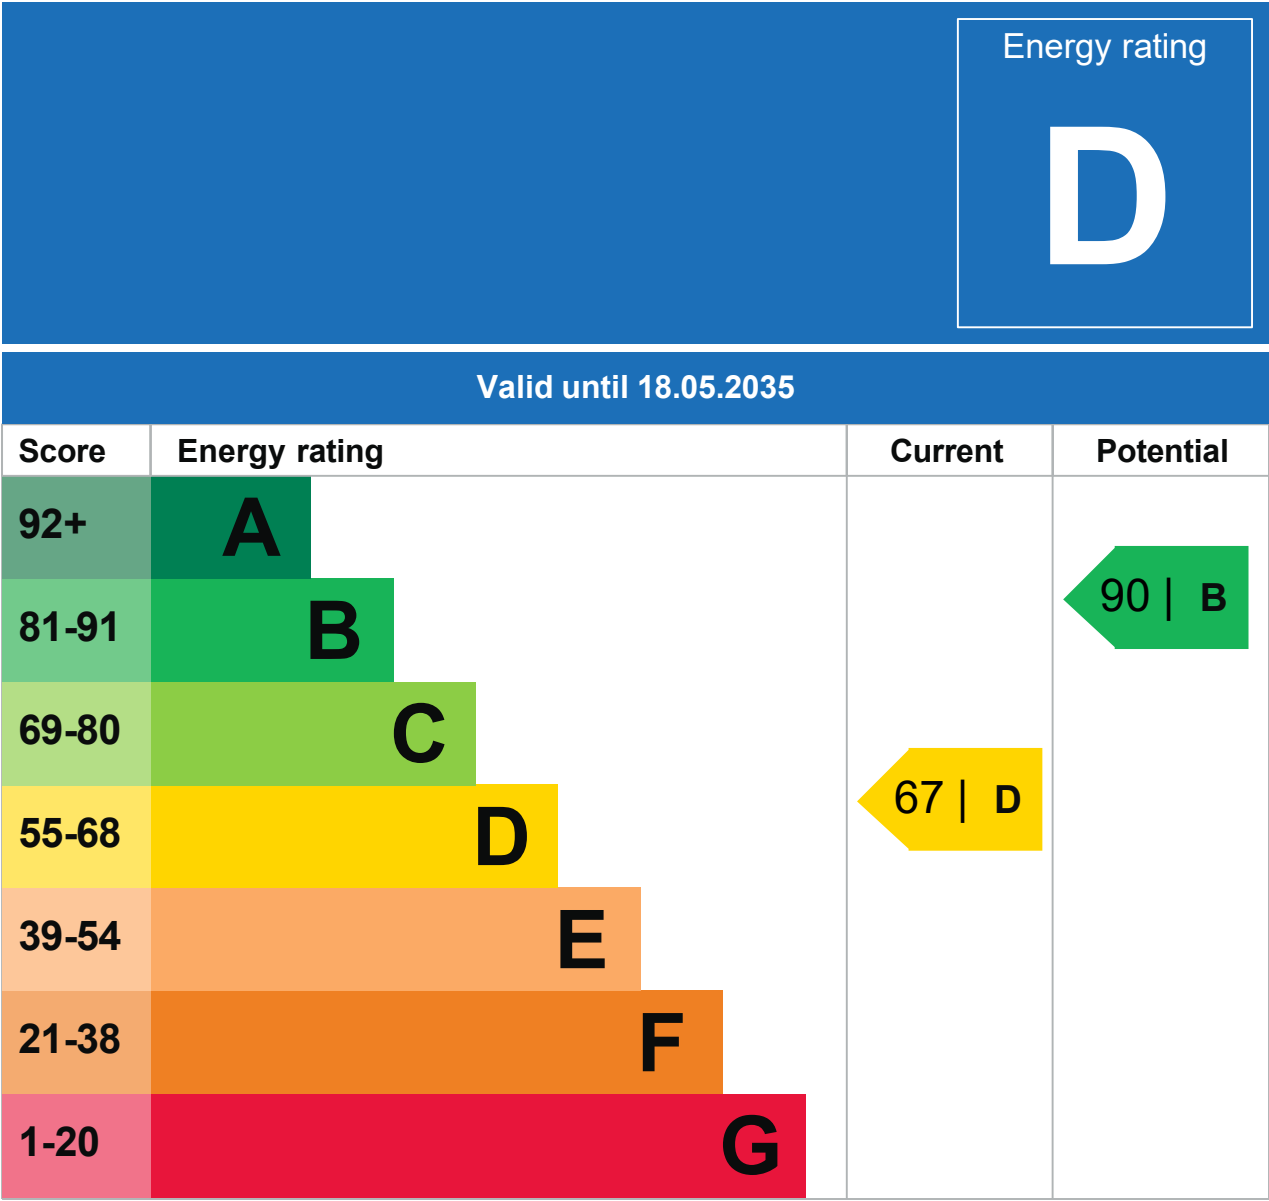 Energy rating
D
Valid until 18.05.2035
Score Energy rating Current Potential
92+ A
81-91 B 90 | B
69-80 C
55-68 D 67 | D
39-54 E
21-38 F
1-20 G